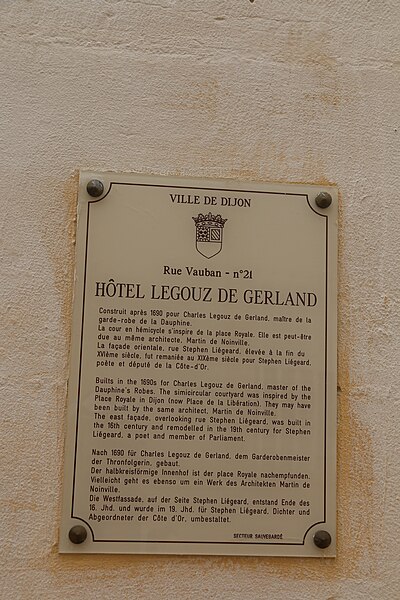 VILLE DE DIJON
Rue Vauban - n°21
HÔTEL LEGOUZ DE GERLAND
Construit après 1690 pour Charles Legouz de Gerland, maître de la
garde-robe de la Dauphine.
La cour en hémicycle s'inspire de la place Royale. Elle est peut-être
due au même architecte, Martin de Noinville.
La façade orientale, rue Stephen Liégeard, élevée à la fin du
XVIème siècle, fut remaniée au XIXème siècle pour Stephen Liégeard,
poète et député de la Côte-d'Or.
Builts in the 1690s for Charles Legouz de Gerland, master of the
Dauphine's Robes. The simicircular courtyard was inspired by the
Place Royale in Dijon (now Place de la Libération). They may have
been built by the same architect, Martin de Noinville.
The east façade, overlooking rue Stephen Liégeard, was built in
the 16th century and remodelled in the 19th century for Stephen
Liégeard, a poet and member of Parliament.
Nach 1690 für Charles Legouz de Gerland, dem Garderobenmeister
der Thronfolgerin, gebaut.
Der halbkreisförmige Innenhof ist der place Royale nachempfunden.
Vielleicht geht es ebenso um ein Werk des Architekten Martin de
Noinville.
Die Westfassade, auf der Seite Stephen Liégeard, entstand Ende des
16. Jhd. und wurde im 19. Jhd. für Stephen Liégeard, Dichter und
Abgeordneter der Côte d'Or, umbestaltet.
SECTEUR SAUVEGARDÉ